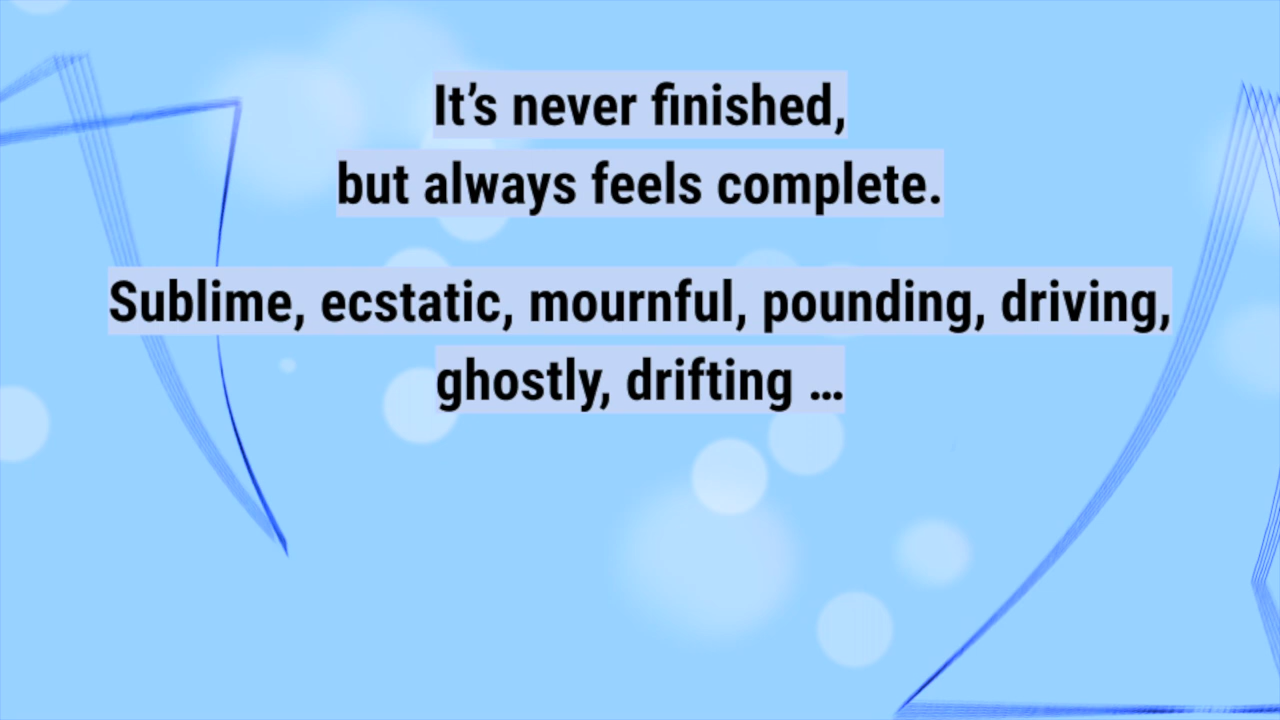 It’s never finished,
but always feels complete.
Sublime, ecstatic, mournful, pounding, driving,
ghostly, drifting …